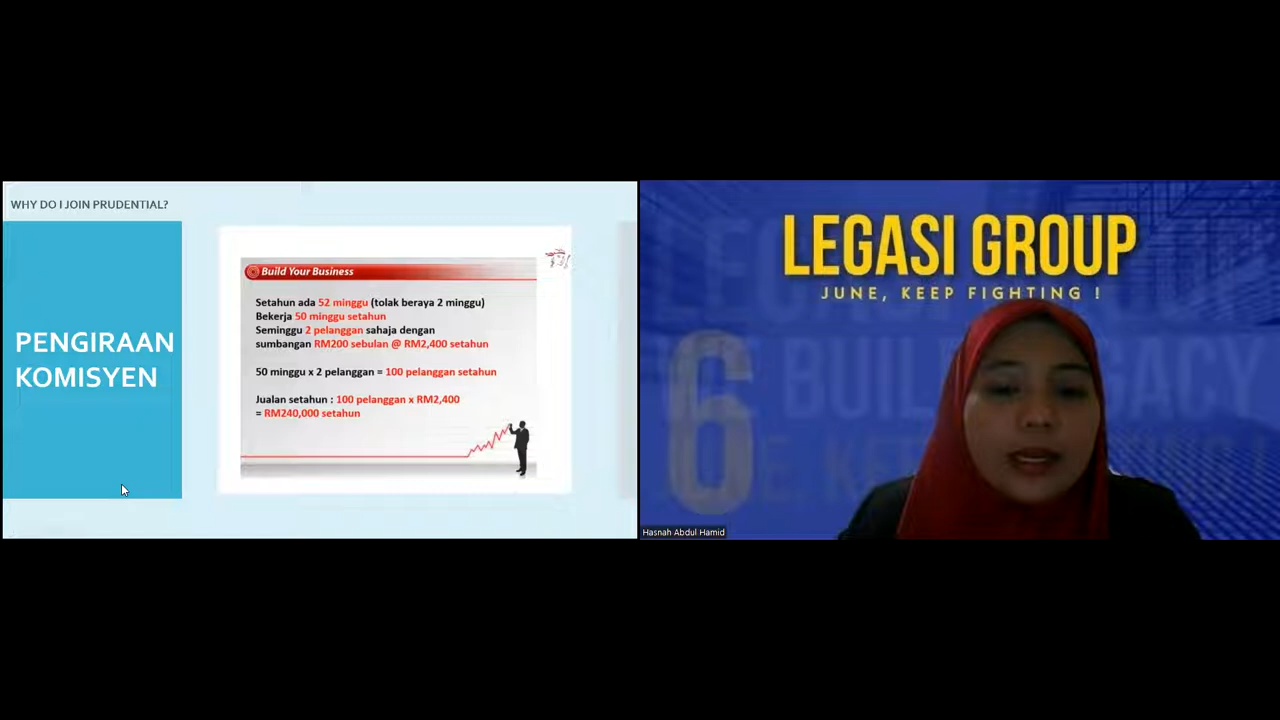 WHY DO I JOIN PRUDENTIAL?
PENGIRAAN
KOMISYEN
Build Your Business
Setahun ada 52 minggu (tolak beraya 2 minggu)
Bekerja 50 minggu setahun
Seminggu 2 pelanggan sahaja dengan
sumbangan RM200 sebulan @ RM2,400 setahun
50 minggu x 2 pelanggan = 100 pelanggan setahun
Jualan setahun : 100 pelanggan x RM2,400
= RM240,000 setahun
LEGASI GROUP
JUNE, KEEP FIGHTING !
6
Hasnah Abdul Hamid